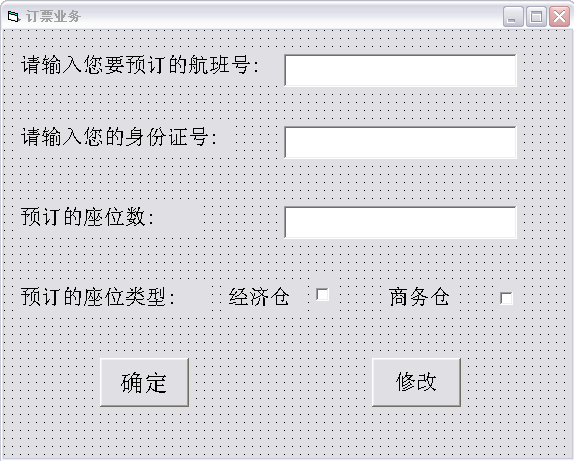 订票业务
请输入您要预订的航班号:
请输入您的身份证号:
预订的座位数:
预订的座位类型: 经济仓 商务仓
确定 修改